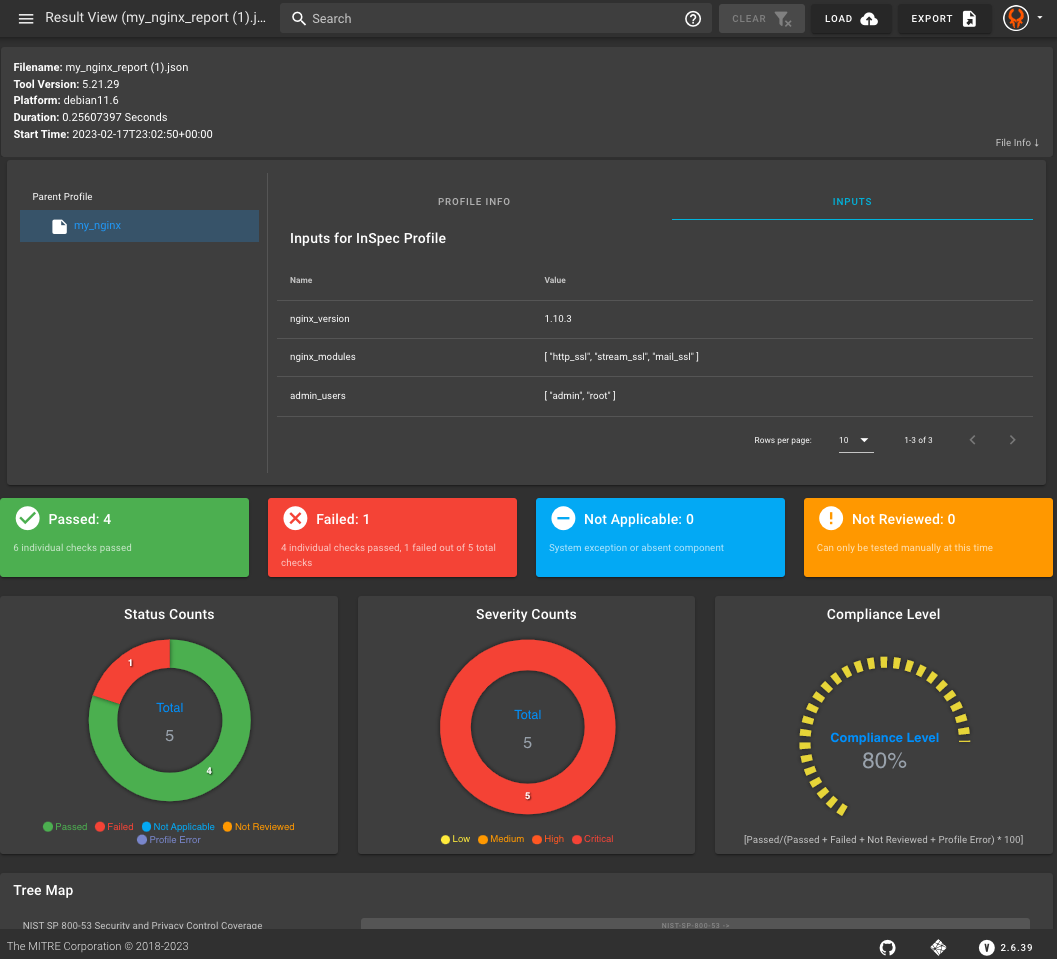 Result View (my_nginx_report (1).j...
Search
CLEAR
LOAD
EXPORT
Filename: my_nginx_report (1).json
Tool Version: 5.21.29
Platform: debian11.6
Duration: 0.25607397 Seconds
Start Time: 2023-02-17T23:02:50+00:00
File Info ↓
Parent Profile
my_nginx
PROFILE INFO
INPUTS
Inputs for InSpec Profile
Name Value
nginx_version 1.10.3
nginx_modules [ "http_ssl", "stream_ssl", "mail_ssl" ]
admin_users [ "admin", "root" ]
Rows per page: 10 1-3 of 3
Passed: 4
6 individual checks passed
Failed: 1
4 individual checks passed, 1 failed out of 5 total
checks
Not Applicable: 0
System exception or absent component
Not Reviewed: 0
Can only be tested manually at this time
Status Counts
1
Total
5
4
Passed Failed Not Applicable Not Reviewed
Profile Error
Severity Counts
Total
5
5
Low Medium High Critical
Compliance Level
Compliance Level
80%
[Passed/(Passed + Failed + Not Reviewed + Profile Error) * 100]
Tree Map
NIST SP 800-53 Security and Privacy Control Coverage
NIST-SP-800-53 ->
The MITRE Corporation © 2018-2023
V 2.6.39